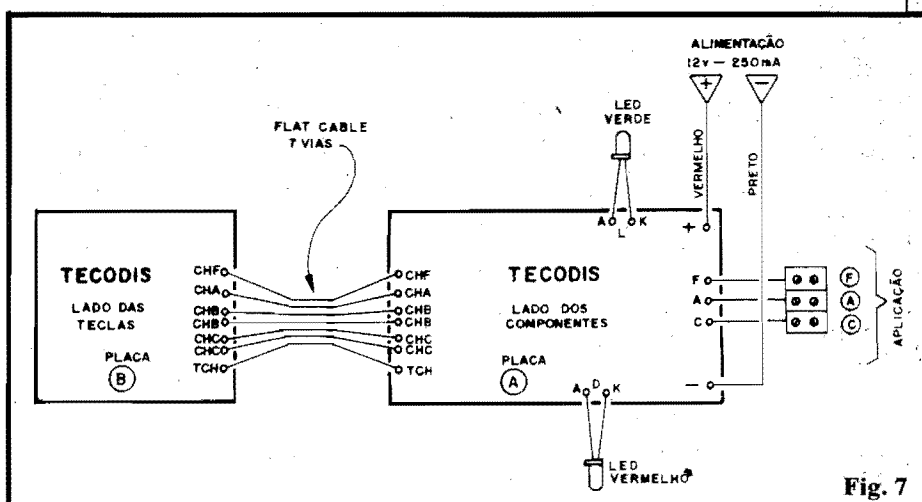 ALIMENTAÇÃO
12v — 250mA
+ −
LED
VERDE
FLAT CABLE
7 VIAS
VERMELHO
PRETO
A K
L
+
TECODIS
LADO DAS
TECLAS
PLACA
B
CHF
CHA
CHB
CHB
CHC
CHC
TCH
CHF
CHA
CHB
CHB
CHC
CHC
TCH
TECODIS
LADO DOS
COMPONENTES
PLACA
A
F
A
C
F
A
C
APLICAÇÃO
−
A D K
LED
VERMELHO
Fig. 7